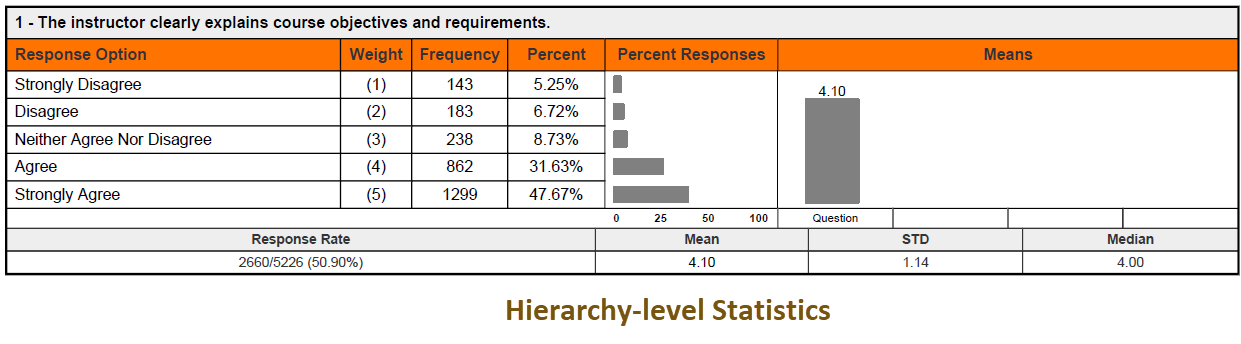 1 - The instructor clearly explains course objectives and requirements.
Response Option Weight Frequency Percent Percent Responses Means
Strongly Disagree (1) 143 5.25%
4.10
Disagree (2) 183 6.72%
Neither Agree Nor Disagree (3) 238 8.73%
Agree (4) 862 31.63%
Strongly Agree (5) 1299 47.67%
0 25 50 100 Question
Response Rate Mean STD Median
2660/5226 (50.90%) 4.10 1.14 4.00
Hierarchy-level Statistics